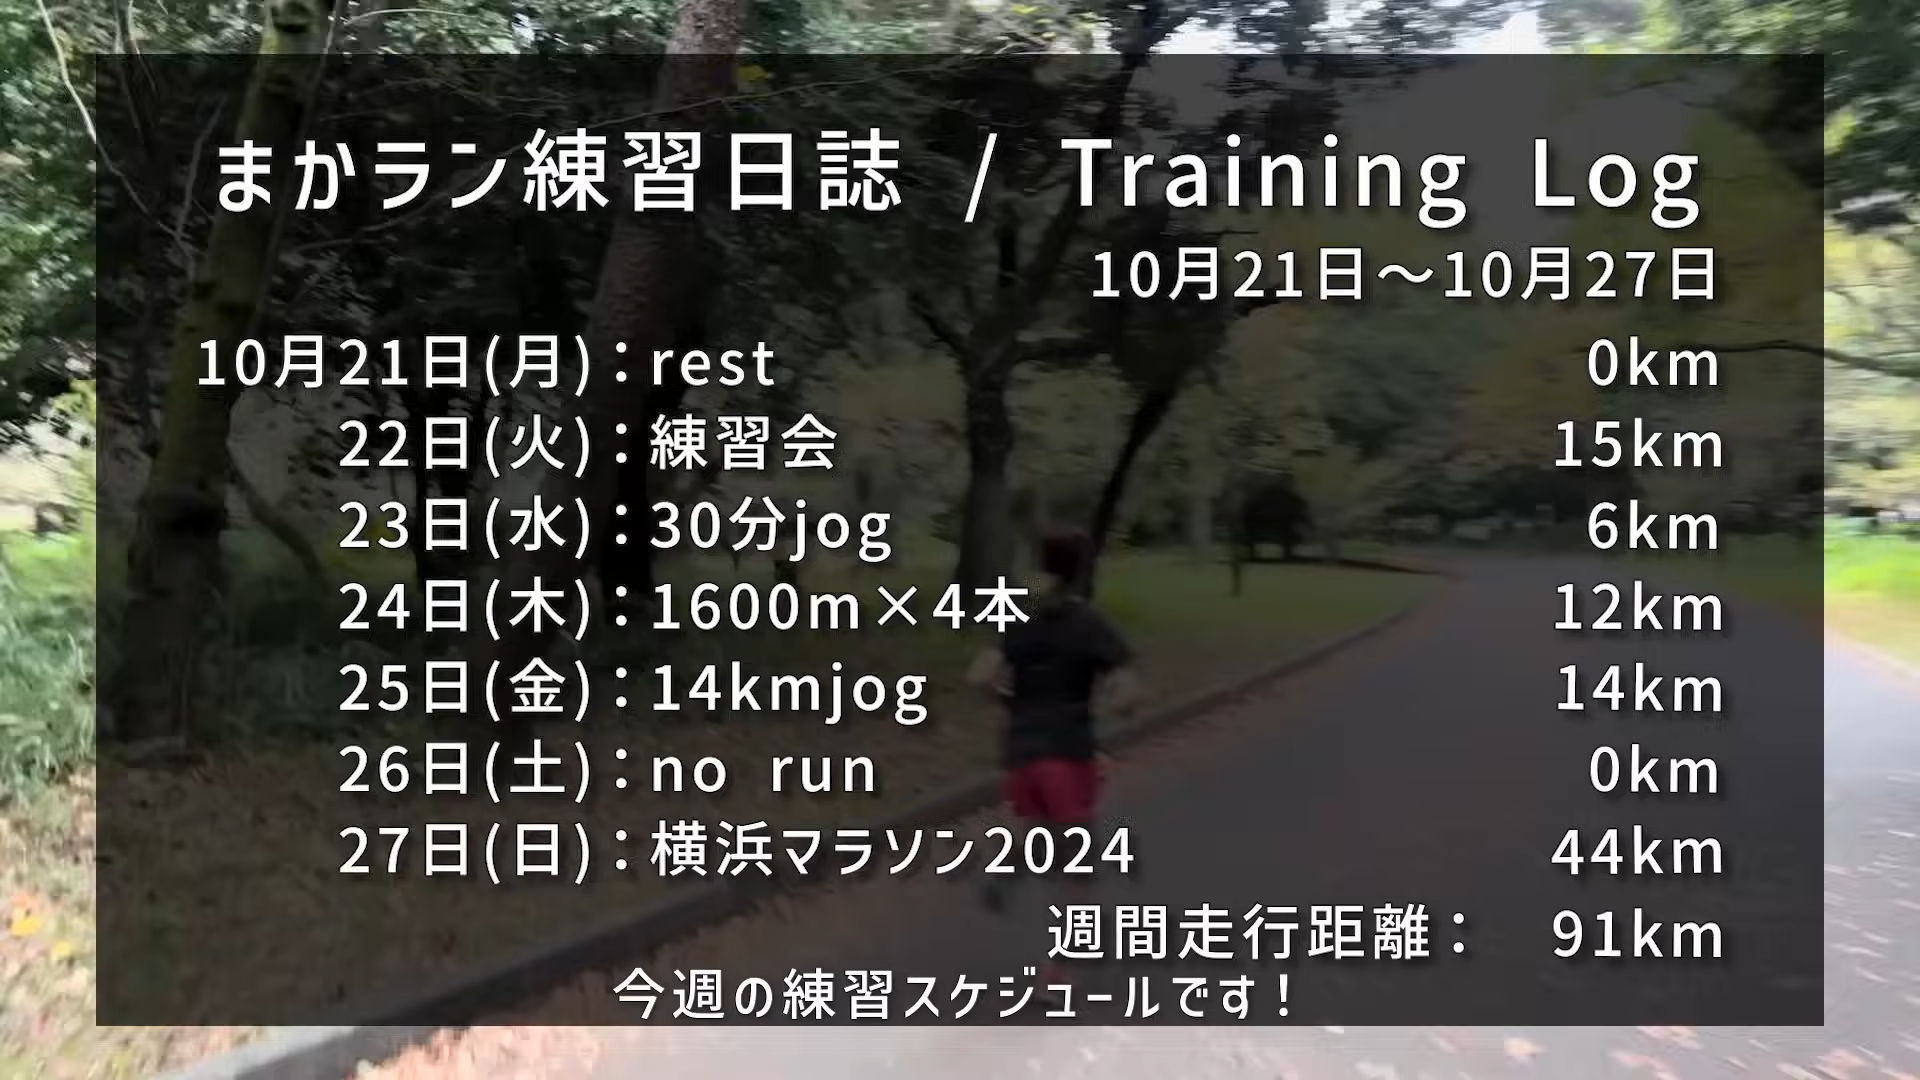 まかラン練習日誌 / Training Log
10月21日～10月27日
10月21日(月)：rest 0km
22日(火)：練習会 15km
23日(水)：30分jog 6km
24日(木)：1600m×4本 12km
25日(金)：14kmjog 14km
26日(土)：no run 0km
27日(日)：横浜マラソン2024 44km
週間走行距離： 91km
今週の練習スケジュールです！